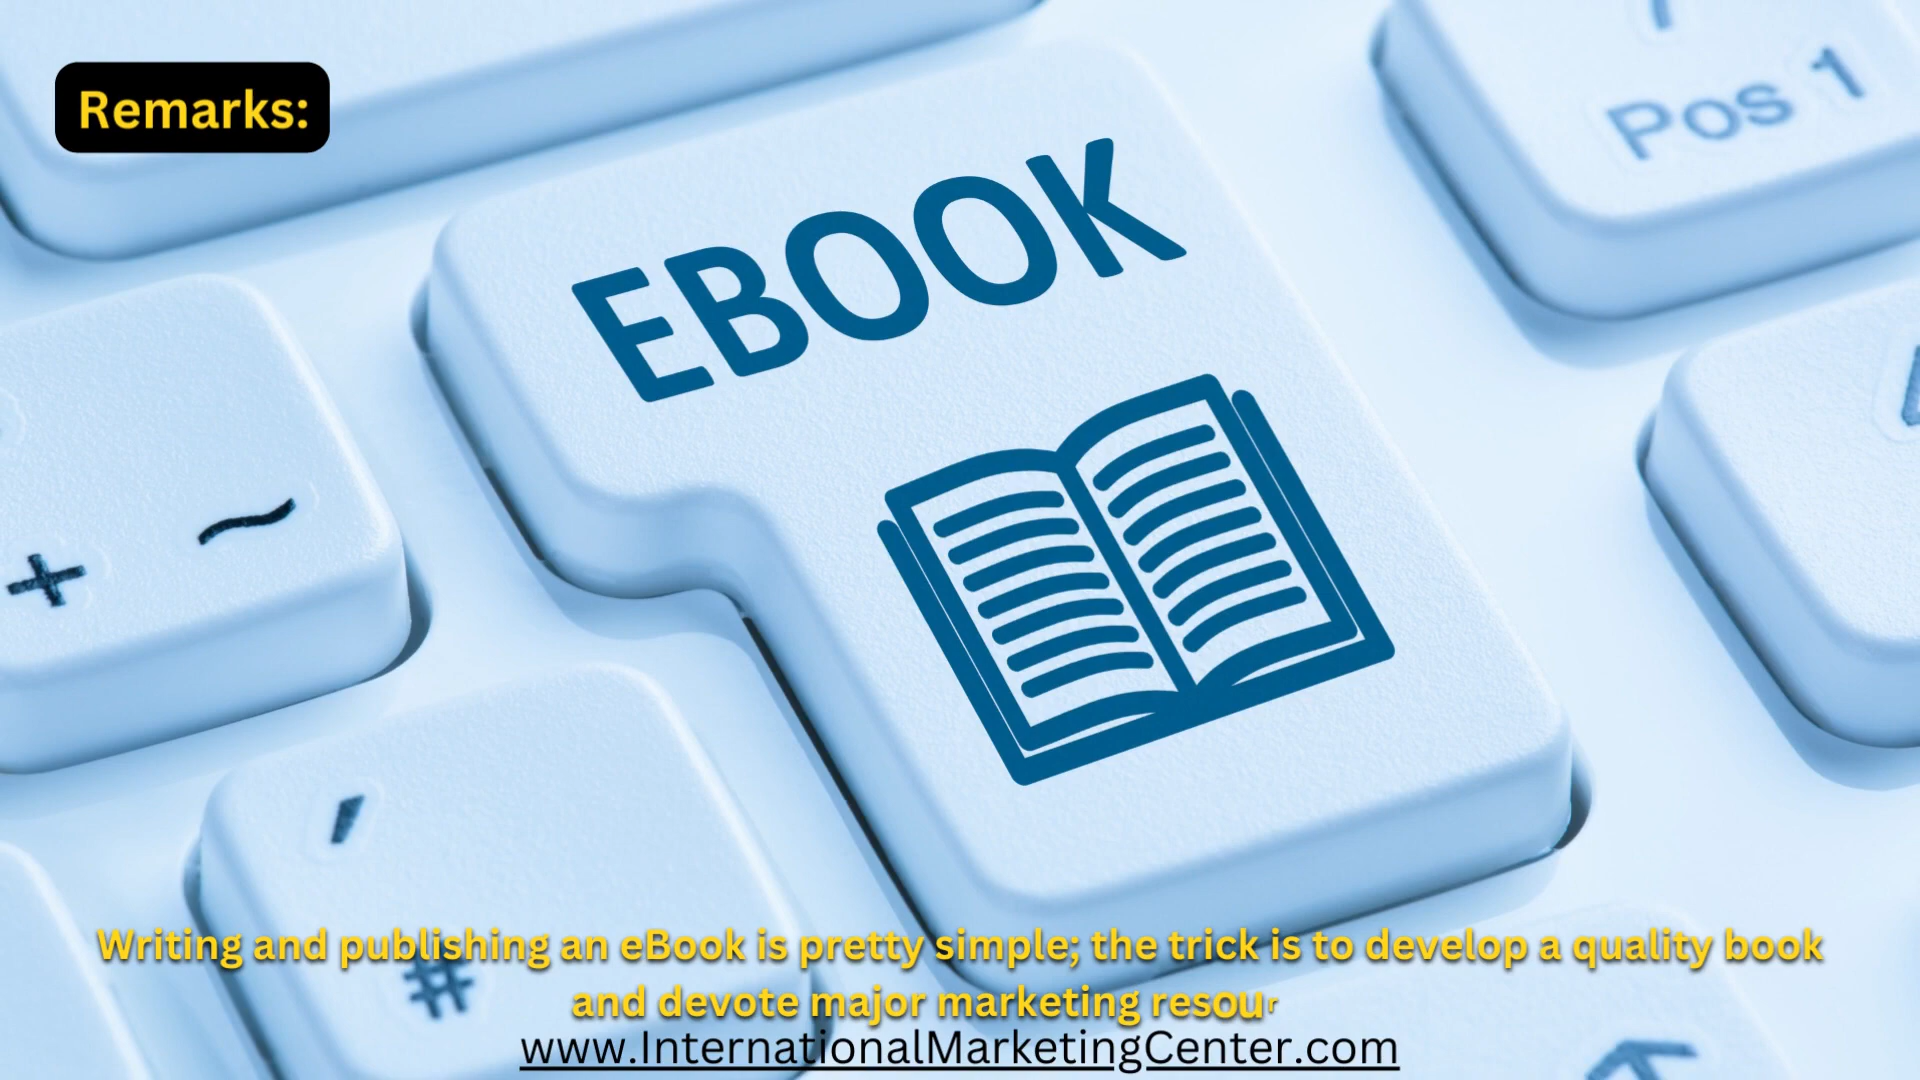 Remarks:
Pos 1
EBOOK
+
~
'
#
Writing and publishing an eBook is pretty simple; the trick is to develop a quality book
and devote major marketing resour
www.InternationalMarketingCenter.com